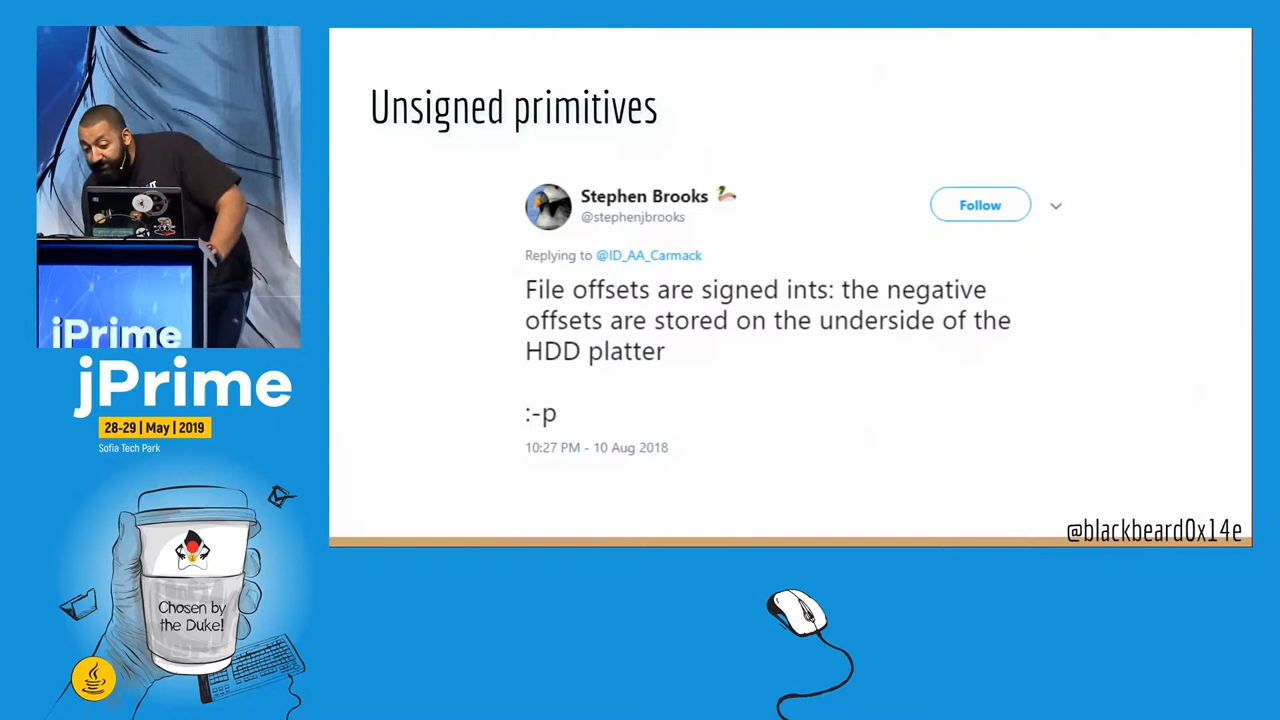 Unsigned primitives
Stephen Brooks
@stephenjbrooks
Follow
Replying to @ID_AA_Carmack
File offsets are signed ints: the negative
offsets are stored on the underside of the
HDD platter
:-p
10:27 PM - 10 Aug 2018
@blackbeard0x14e
jPrime
jPrime
28-29 | May | 2019
Sofia Tech Park
Chosen by
the Duke!